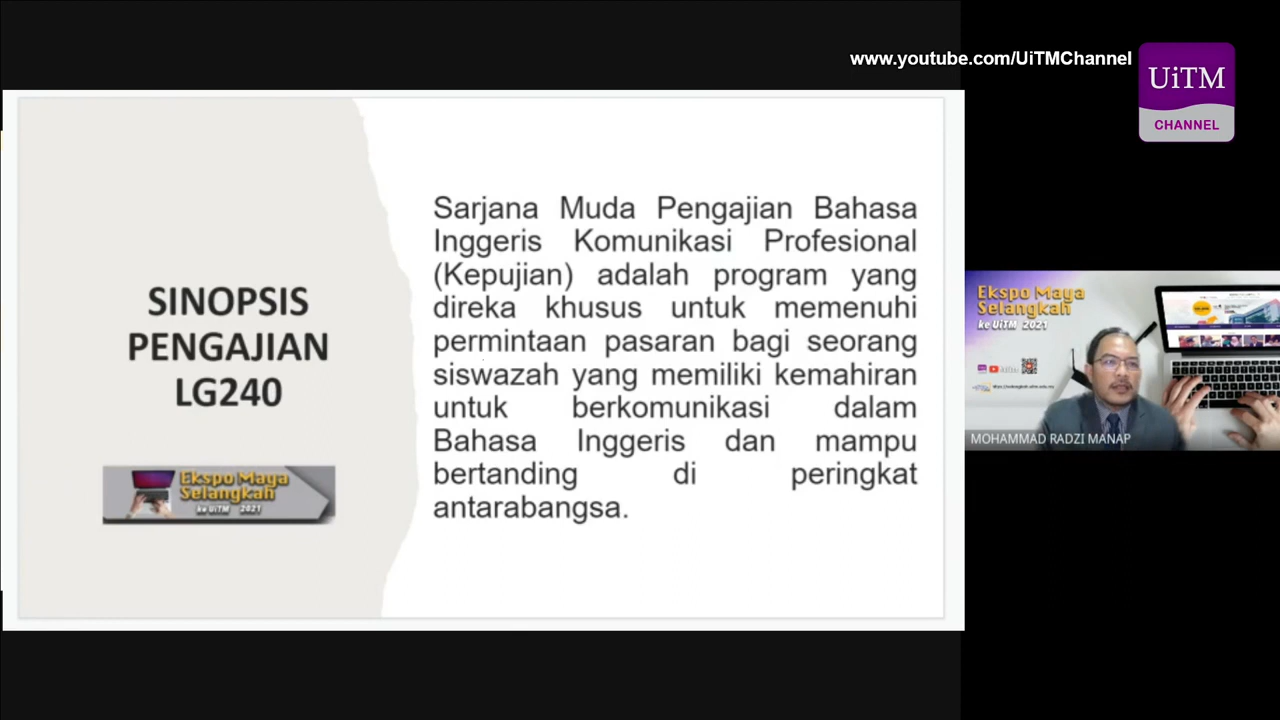 www.youtube.com/UiTMChannel
UiTM
CHANNEL
SINOPSIS
PENGAJIAN
LG240
Ekspo Maya
Selangkah
ke UiTM 2021
Sarjana Muda Pengajian Bahasa
Inggeris Komunikasi Profesional
(Kepujian) adalah program yang
direka khusus untuk memenuhi
permintaan pasaran bagi seorang
siswazah yang memiliki kemahiran
untuk berkomunikasi dalam
Bahasa Inggeris dan mampu
bertanding di peringkat
antarabangsa.
Ekspo Maya
Selangkah
ke UiTM 2021
MOHAMMAD RADZI MANAP